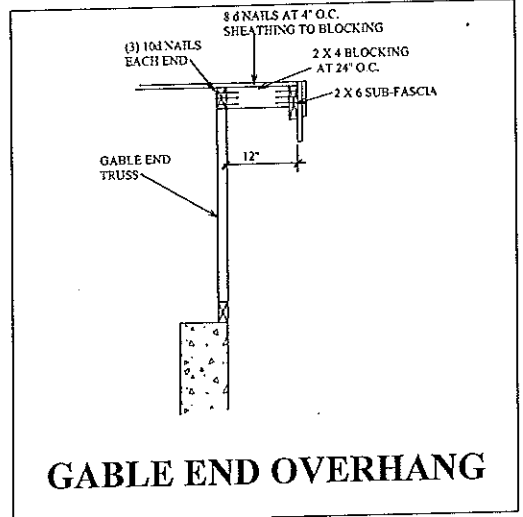 8 d NAILS AT 4" O.C.
SHEATHING TO BLOCKING
(3) 10d NAILS
EACH END
2 X 4 BLOCKING
AT 24" O.C.
2 X 6 SUB-FASCIA
GABLE END
TRUSS
12"
GABLE END OVERHANG